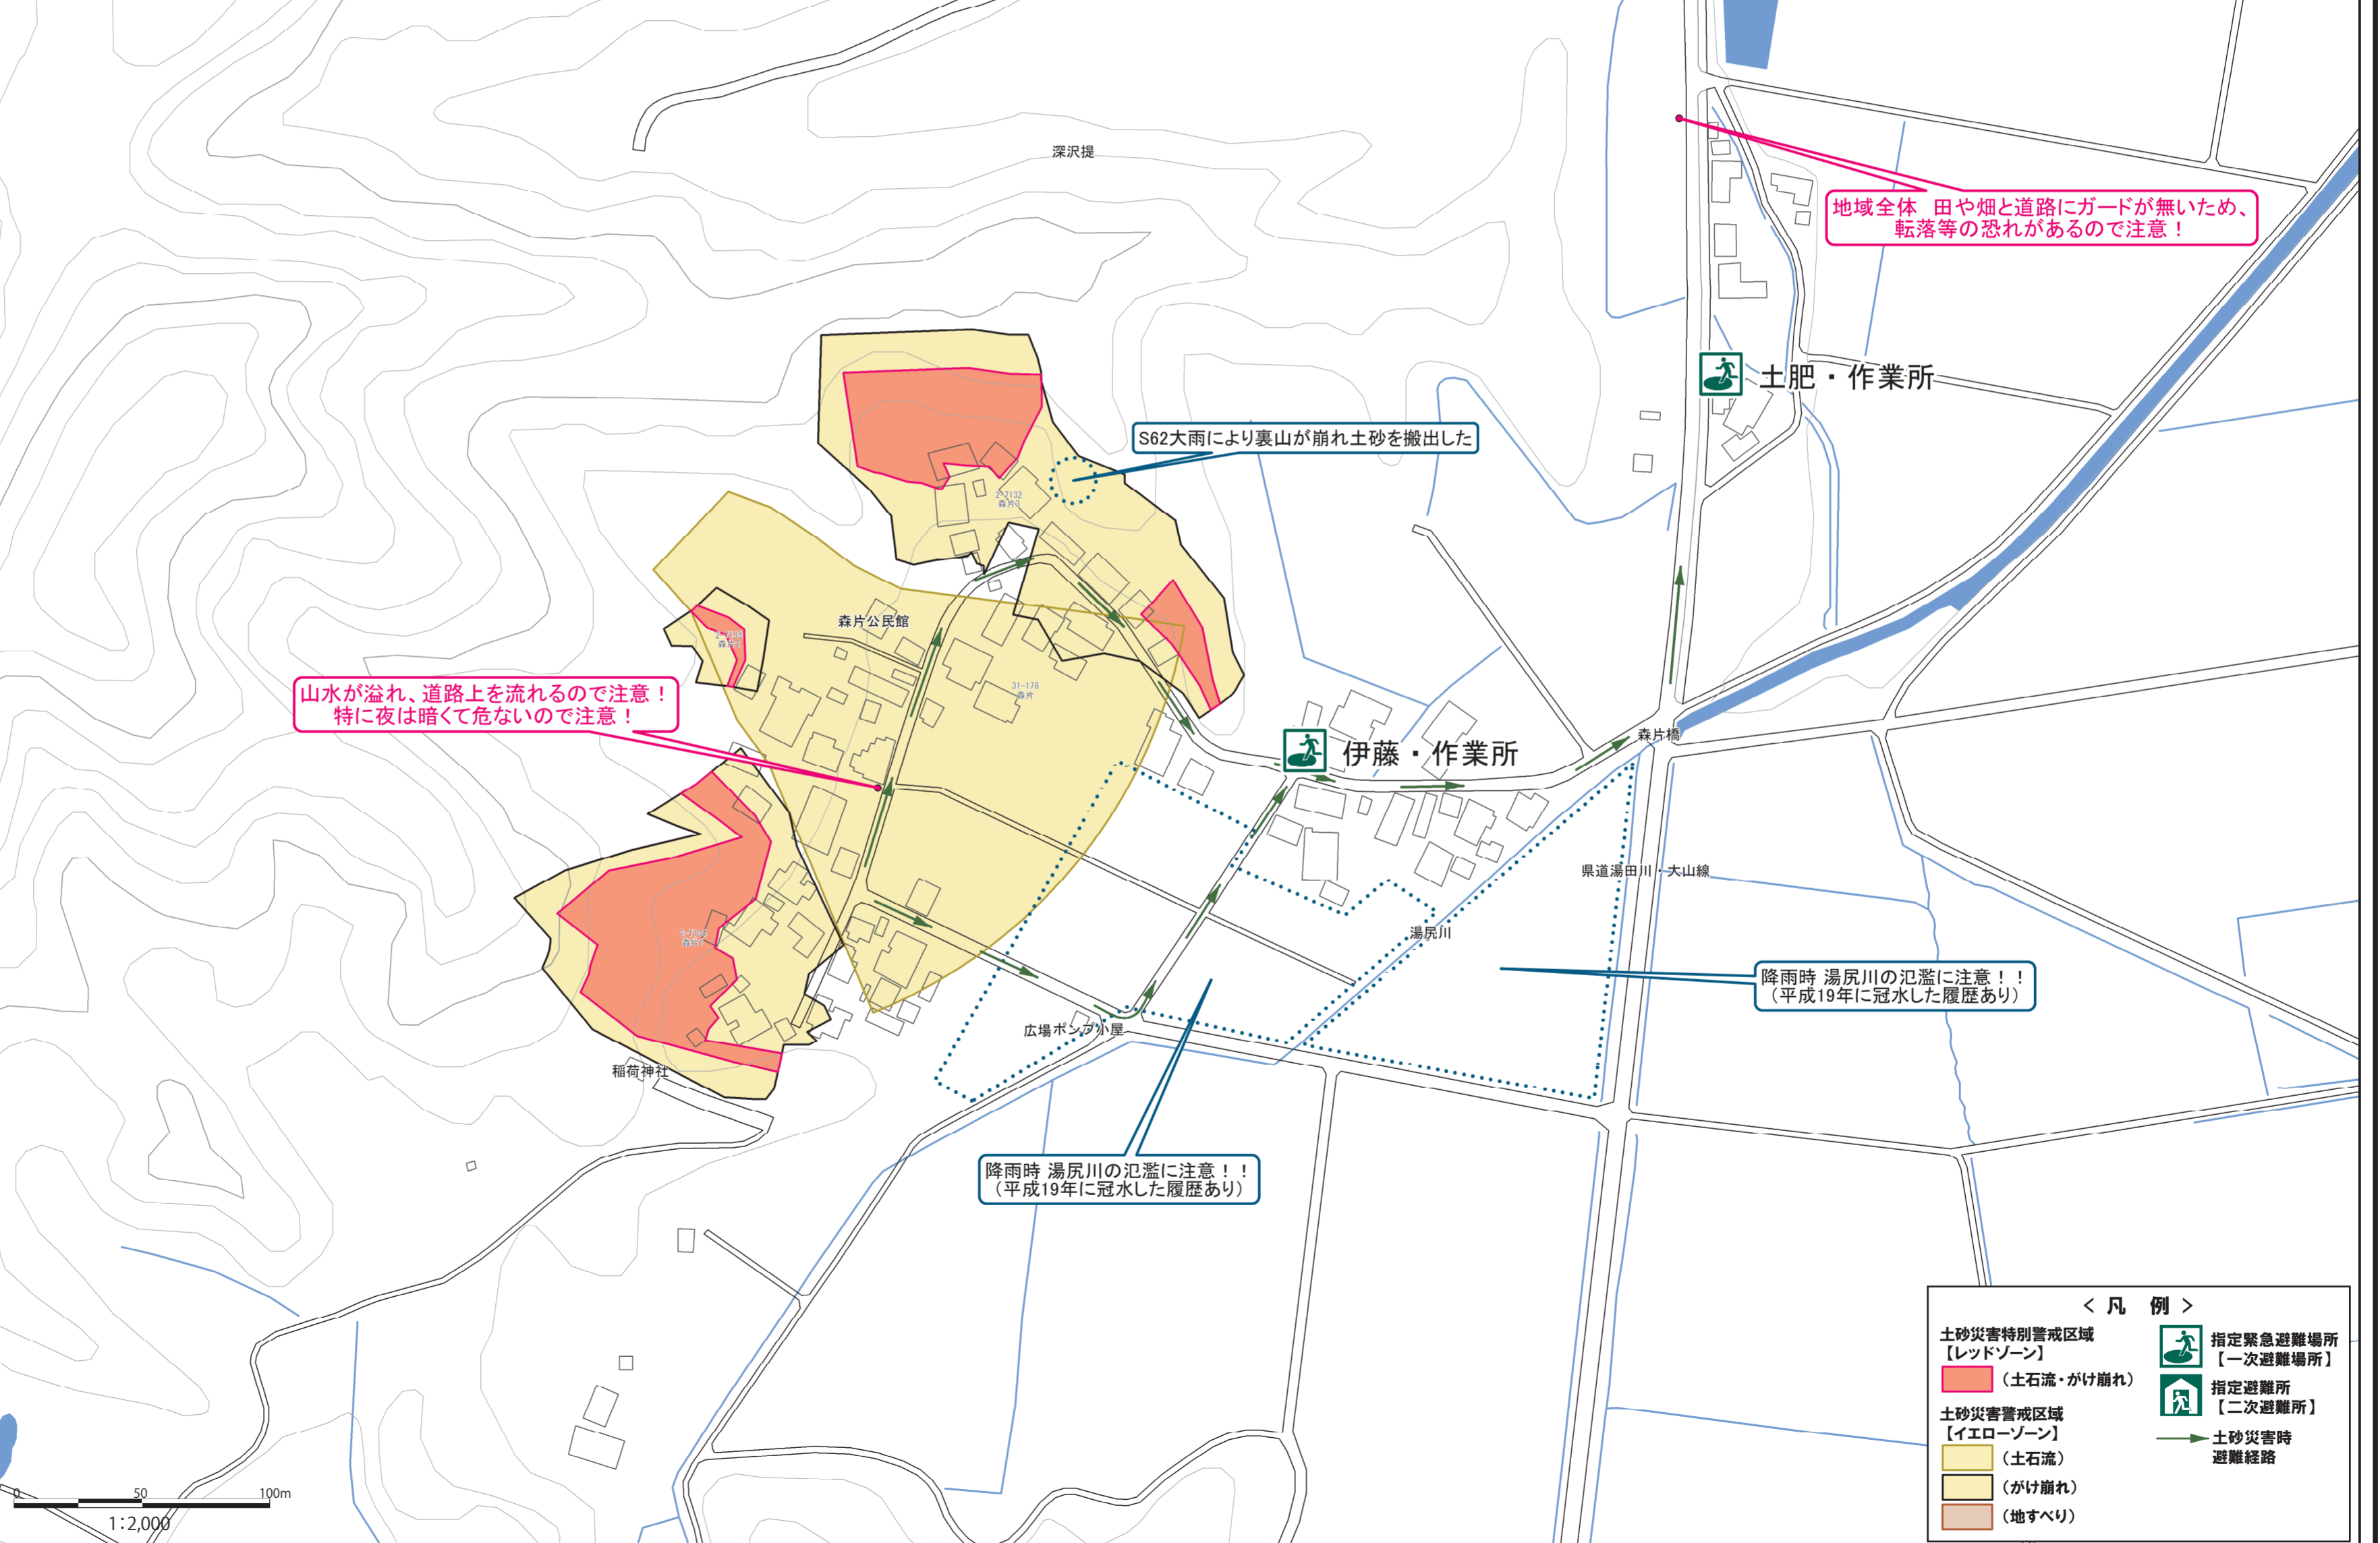 深沢提
地域全体　田や畑と道路にガードが無いため、
転落等の恐れがあるので注意！
土肥・作業所
S62大雨により裏山が崩れ土砂を搬出した
2-7132
森片3
森片公民館
31-178
森片
山水が溢れ、道路上を流れるので注意！
特に夜は暗くて危ないので注意！
伊藤・作業所
森片橋
県道湯田川・大山線
湯尻川
降雨時 湯尻川の氾濫に注意！！
（平成19年に冠水した履歴あり）
広場ポンプ小屋
稲荷神社
降雨時 湯尻川の氾濫に注意！！
（平成19年に冠水した履歴あり）
＜ 凡　例 ＞
土砂災害特別警戒区域
【レッドゾーン】
（土石流・がけ崩れ）
土砂災害警戒区域
【イエローゾーン】
（土石流）
（がけ崩れ）
（地すべり）
指定緊急避難場所
【一次避難場所】
指定避難所
【二次避難所】
土砂災害時
避難経路
0 50 100m
1：2,000